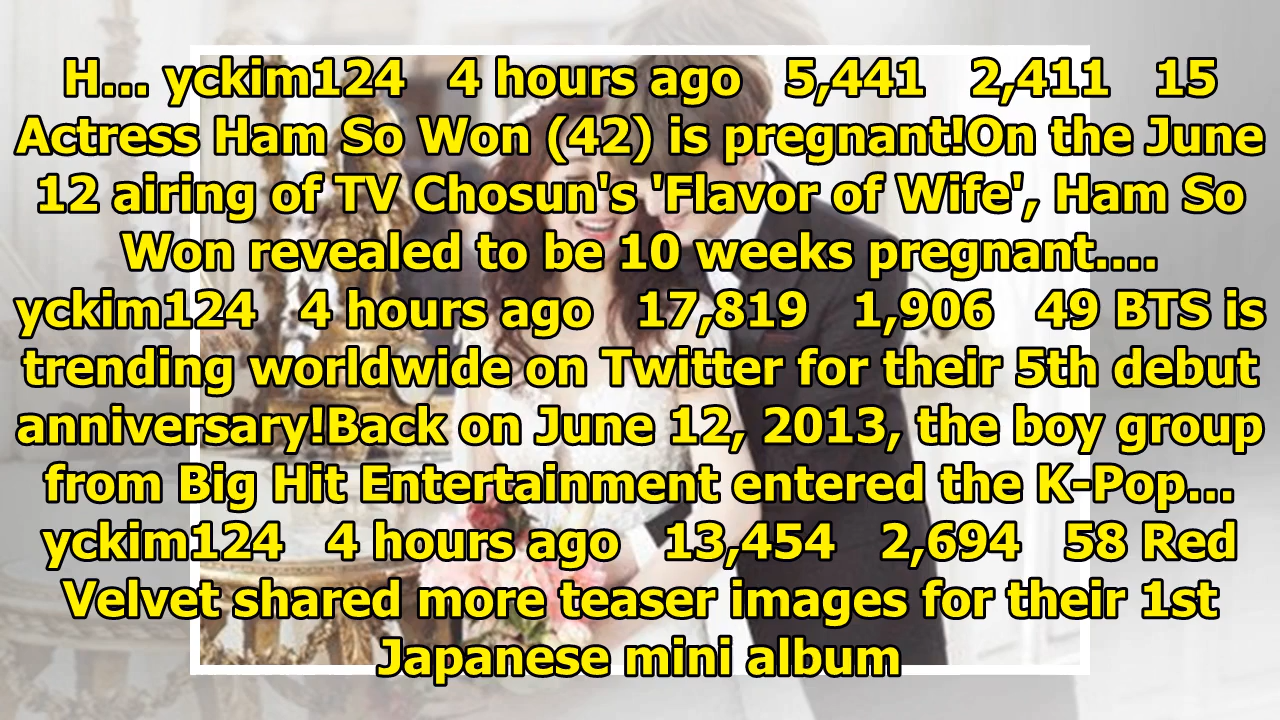 H... yckim124 4 hours ago 5,441 2,411 15
Actress Ham So Won (42) is pregnant!On the June
12 airing of TV Chosun's 'Flavor of Wife', Ham So
Won revealed to be 10 weeks pregnant....
yckim124 4 hours ago 17,819 1,906 49 BTS is
trending worldwide on Twitter for their 5th debut
anniversary!Back on June 12, 2013, the boy group
from Big Hit Entertainment entered the K-Pop...
yckim124 4 hours ago 13,454 2,694 58 Red
Velvet shared more teaser images for their 1st
Japanese mini album